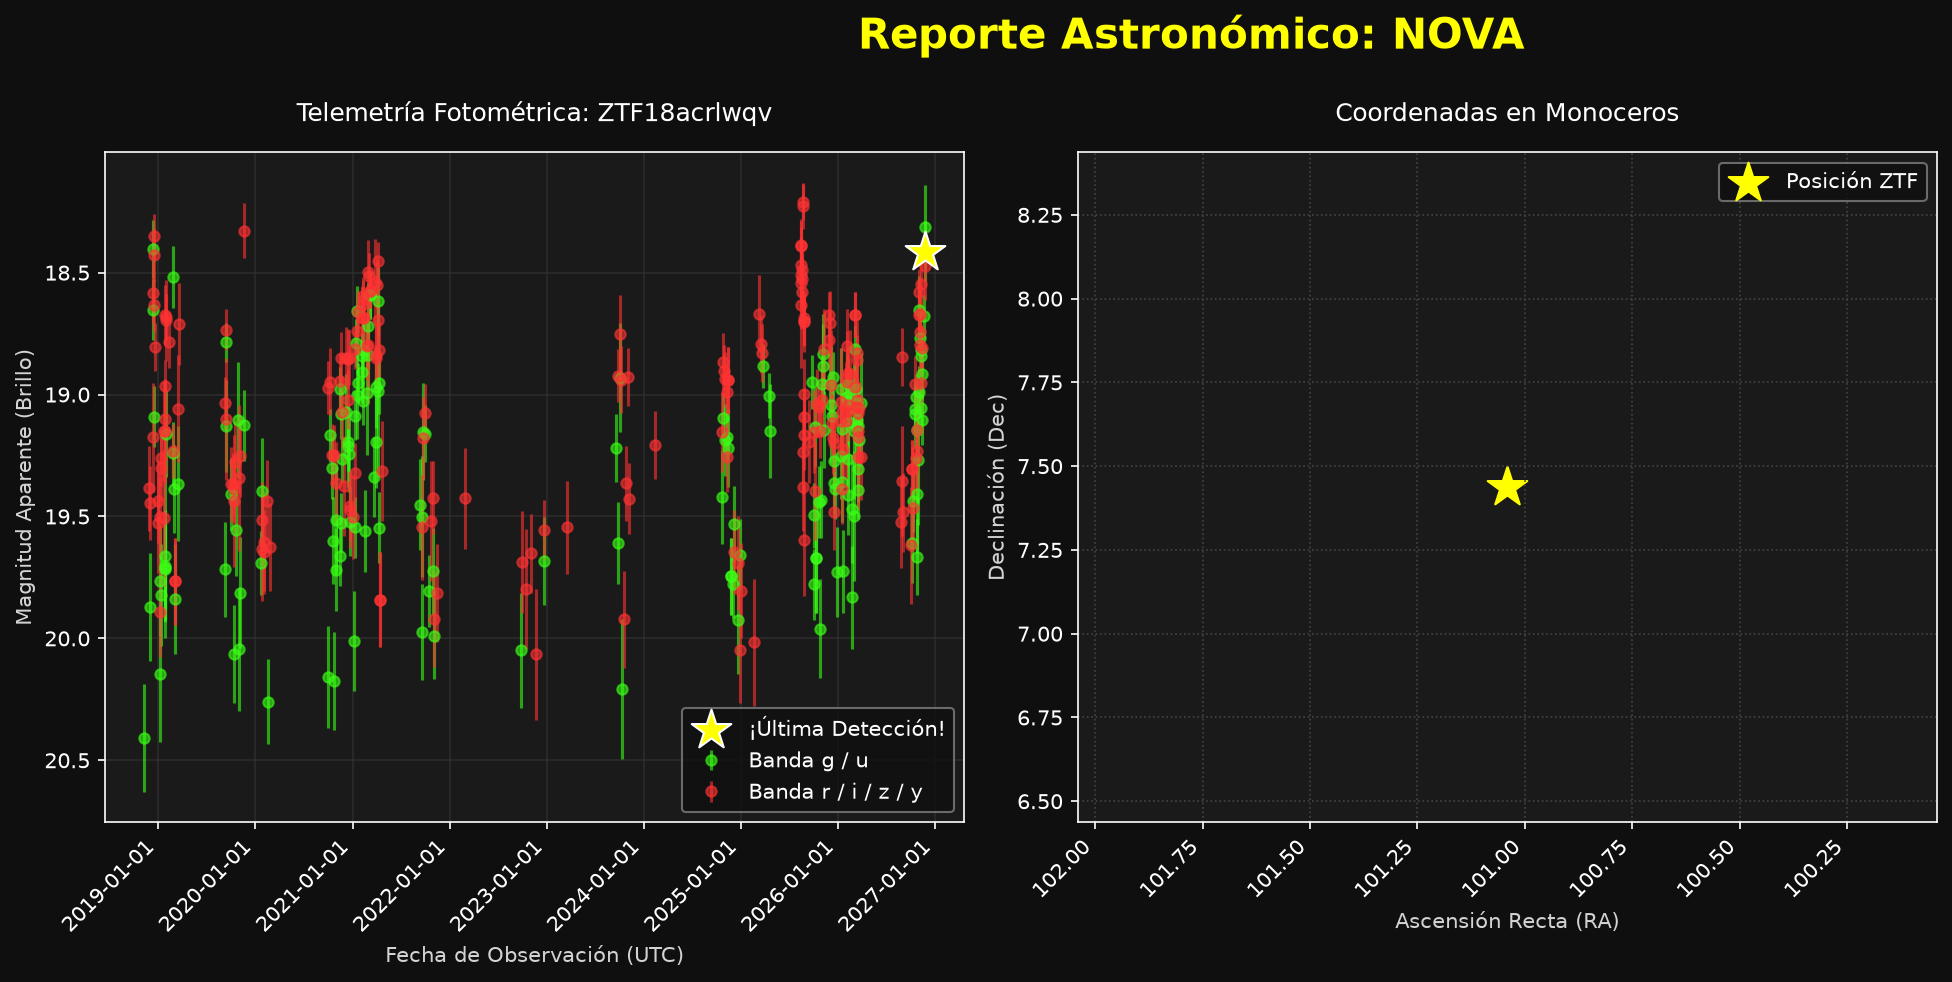 Reporte Astronómico: NOVA
Telemetría Fotométrica: ZTF18acrlwqv
Magnitud Aparente (Brillo)
18.5
19.0
19.5
20.0
20.5
¡Última Detección!
Banda g / u
Banda r / i / z / y
2019-01-01
2020-01-01
2021-01-01
2022-01-01
2023-01-01
2024-01-01
2025-01-01
2026-01-01
2027-01-01
Fecha de Observación (UTC)
Coordenadas en Monoceros
Posición ZTF
Declinación (Dec)
8.25
8.00
7.75
7.50
7.25
7.00
6.75
6.50
102.00
101.75
101.50
101.25
101.00
100.75
100.50
100.25
Ascensión Recta (RA)